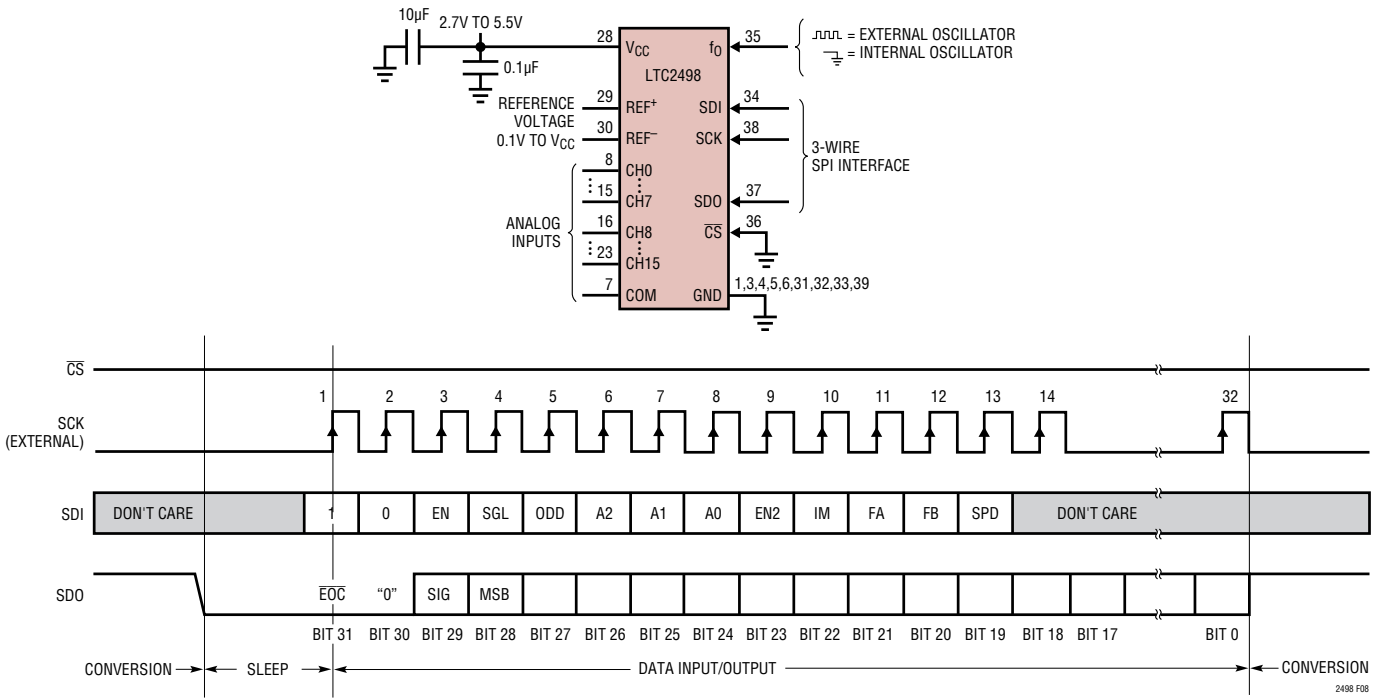 10µF
2.7V TO 5.5V
0.1µF
28
VCC
fO
35
= EXTERNAL OSCILLATOR
= INTERNAL OSCILLATOR
LTC2498
REFERENCE
VOLTAGE
0.1V TO VCC
29
REF+
30
REF–
SDI
34
SCK
38
3-WIRE
SPI INTERFACE
ANALOG
INPUTS
8
CH0
15
CH7
SDO
37
16
CH8
CS
36
23
CH15
7
COM
GND
1,3,4,5,6,31,32,33,39
CS
1 2 3 4 5 6 7 8 9 10 11 12 13 14 32
SCK
(EXTERNAL)
SDI DON'T CARE 1 0 EN SGL ODD A2 A1 A0 EN2 IM FA FB SPD DON'T CARE
SDO EOC “0” SIG MSB
BIT 31 BIT 30 BIT 29 BIT 28 BIT 27 BIT 26 BIT 25 BIT 24 BIT 23 BIT 22 BIT 21 BIT 20 BIT 19 BIT 18 BIT 17 BIT 0
CONVERSION SLEEP DATA INPUT/OUTPUT CONVERSION
2498 F08